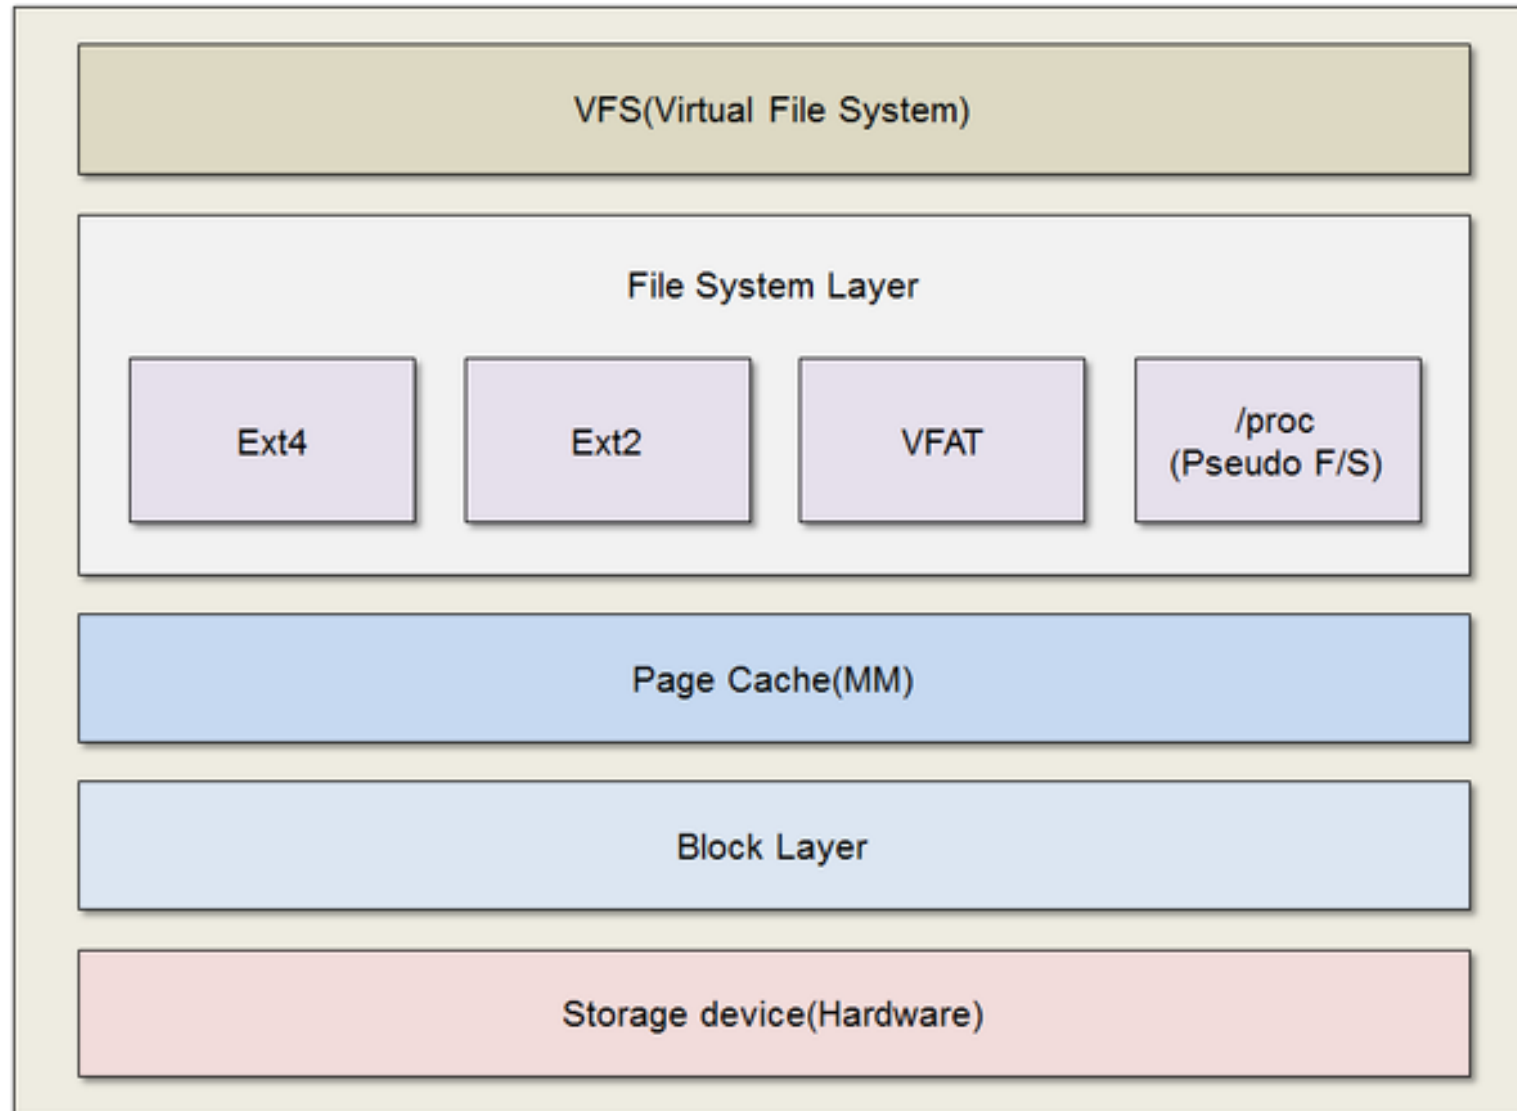 VFS(Virtual File System)
File System Layer
Ext4
Ext2
VFAT
/proc
(Pseudo F/S)
Page Cache(MM)
Block Layer
Storage device(Hardware)